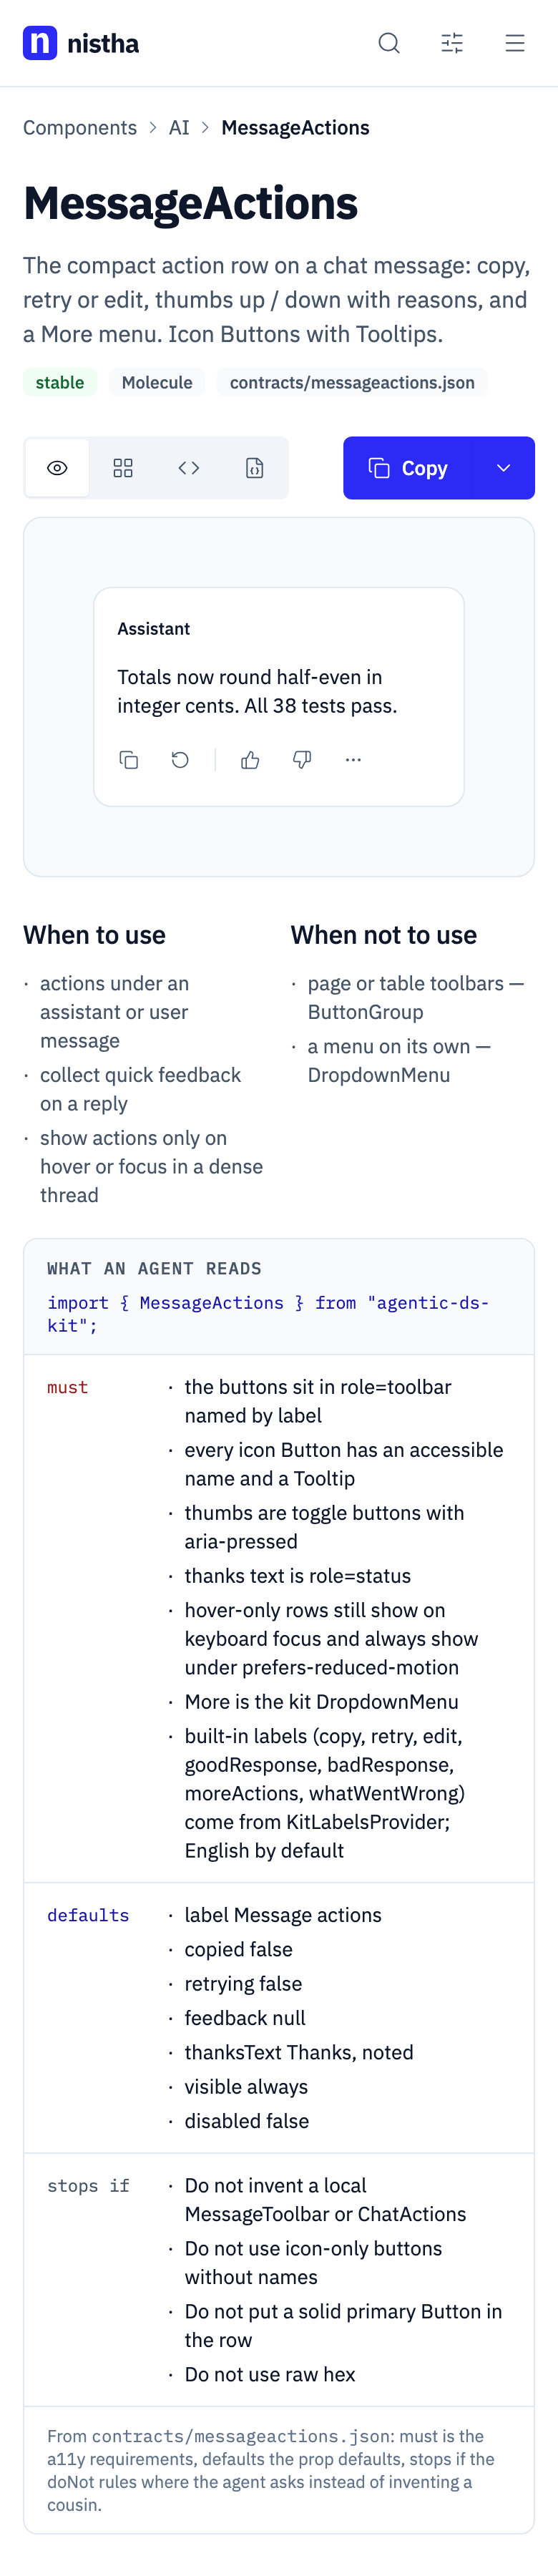 n nistha
Components > AI > MessageActions
MessageActions
The compact action row on a chat message: copy,
retry or edit, thumbs up / down with reasons, and
a More menu. Icon Buttons with Tooltips.
stable Molecule contracts/messageactions.json
Copy
Assistant
Totals now round half-even in
integer cents. All 38 tests pass.
When to use
· actions under an
assistant or user
message
· collect quick feedback
on a reply
· show actions only on
hover or focus in a dense
thread
When not to use
· page or table toolbars —
ButtonGroup
· a menu on its own —
DropdownMenu
WHAT AN AGENT READS
import { MessageActions } from "agentic-ds-
kit";
must
· the buttons sit in role=toolbar
named by label
· every icon Button has an accessible
name and a Tooltip
· thumbs are toggle buttons with
aria-pressed
· thanks text is role=status
· hover-only rows still show on
keyboard focus and always show
under prefers-reduced-motion
· More is the kit DropdownMenu
· built-in labels (copy, retry, edit,
goodResponse, badResponse,
moreActions, whatWentWrong)
come from KitLabelsProvider;
English by default
defaults
· label Message actions
· copied false
· retrying false
· feedback null
· thanksText Thanks, noted
· visible always
· disabled false
stops if
· Do not invent a local
MessageToolbar or ChatActions
· Do not use icon-only buttons
without names
· Do not put a solid primary Button in
the row
· Do not use raw hex
From contracts/messageactions.json: must is the
a11y requirements, defaults the prop defaults, stops if the
doNot rules where the agent asks instead of inventing a
cousin.